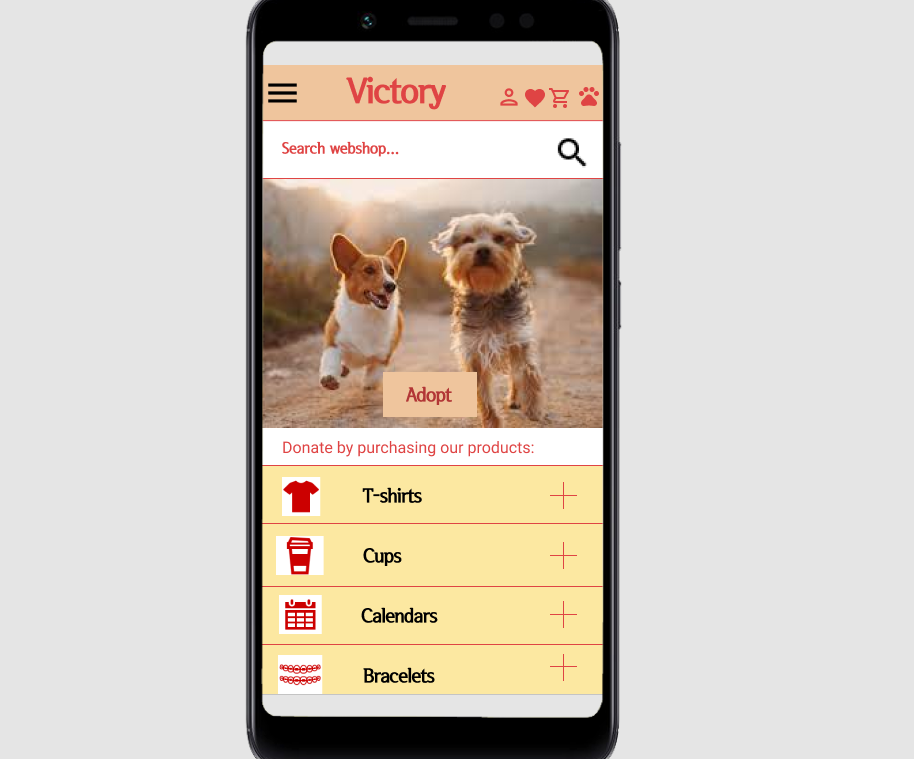 Victory
Search webshop...
Adopt
Donate by purchasing our products:
T-shirts
Cups
Calendars
Bracelets